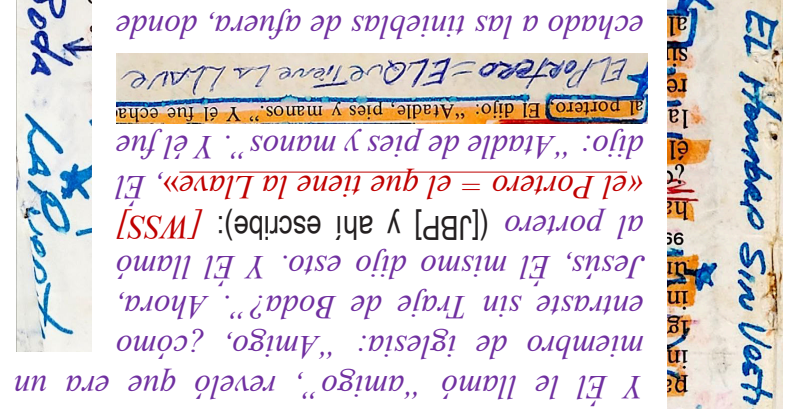 Y Él le llamó “amigo”, reveló que era un
miembro de iglesia: “Amigo, ¿cómo
entraste sin Traje de Boda?”. Ahora,
Jesús, Él mismo dijo esto. Y Él llamó
al portero ([JBP] y ahí escribe): [WSS]
«el Portero = el que tiene la Llave», Él
dijo: “Atadle de pies y manos”. Y él fue
al portero. El dijo: “Atadle, pies y manos.” Y él fue echa
EL Portero = EL QUE Tiene La LLAVE
echado a las tinieblas de afuera, donde
EL Hombre SIN Vesti
Boda
La Puert